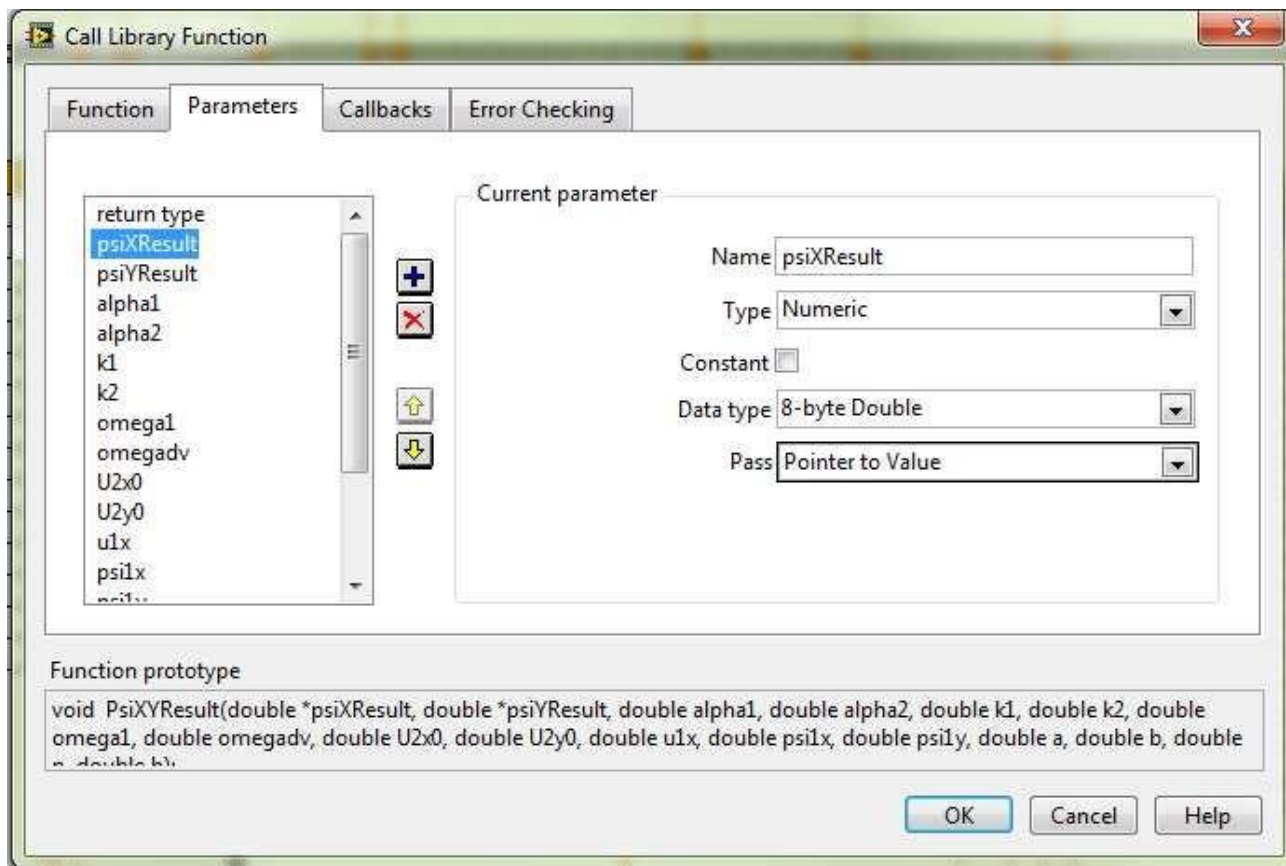 Call Library Function
Function Parameters Callbacks Error Checking
return type
psiXResult
psiYResult
alpha1
alpha2
k1
k2
omega1
omegadv
U2x0
U2y0
u1x
psi1x
psi1y
Current parameter
Name psiXResult
Type Numeric
Constant
Data type 8-byte Double
Pass Pointer to Value
Function prototype
void PsiXYResult(double *psiXResult, double *psiYResult, double alpha1, double alpha2, double k1, double k2, double
omega1, double omegadv, double U2x0, double U2y0, double u1x, double psi1x, double psi1y, double a, double b, double
double
OK Cancel Help